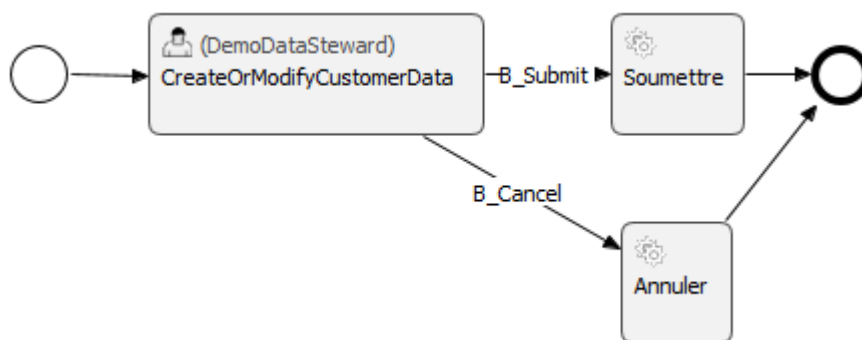 (DemoDataSteward)
CreateOrModifyCustomerData
B_Submit
Soumettre
B_Cancel
Annuler